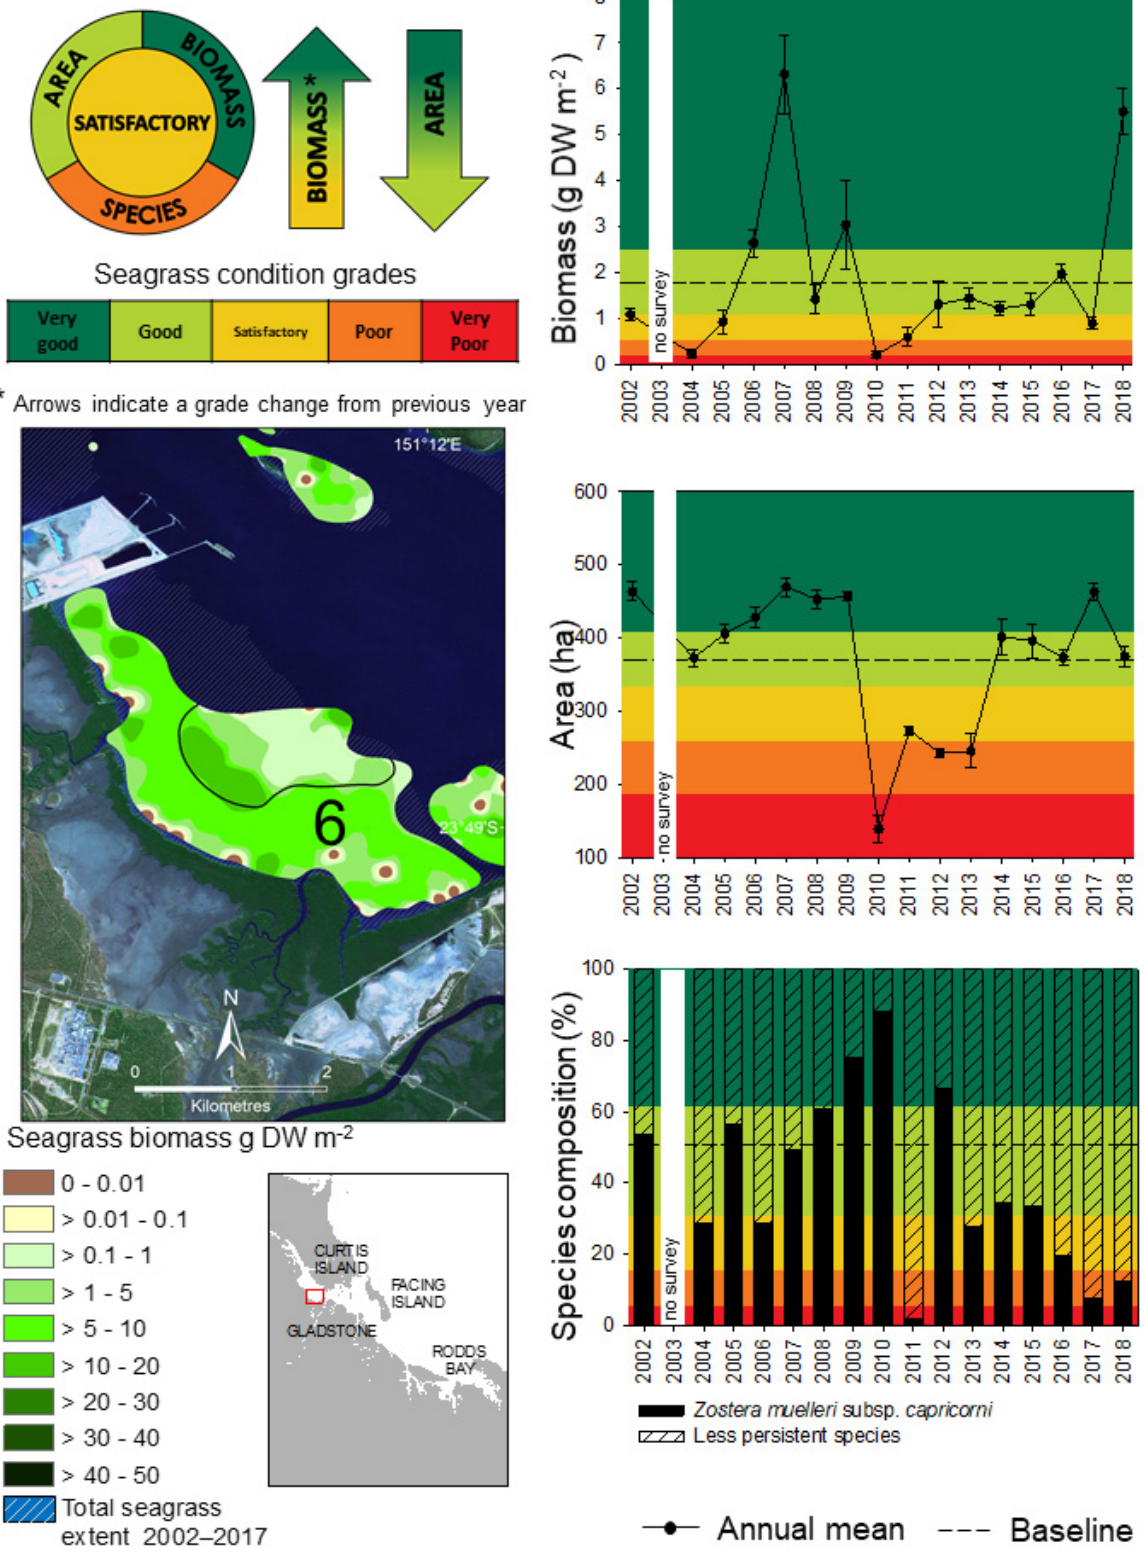 AREA
BIOMASS
SATISFACTORY
SPECIES
BIOMASS *
AREA
Seagrass condition grades
Very good
Good
Satisfactory
Poor
Very Poor
* Arrows indicate a grade change from previous year
151°12'E
6
23°49'S
N
0 1 2
Kilometres
Seagrass biomass g DW m-2
0 - 0.01
> 0.01 - 0.1
> 0.1 - 1
> 1 - 5
> 5 - 10
> 10 - 20
> 20 - 30
> 30 - 40
> 40 - 50
Total seagrass
extent 2002–2017
CURTIS
ISLAND
FACING
ISLAND
GLADSTONE
RODDS
BAY
Biomass (g DW m-2)
7
6
5
4
3
2
1
0
no survey
2002 2003 2004 2005 2006 2007 2008 2009 2010 2011 2012 2013 2014 2015 2016 2017 2018
Area (ha)
600
500
400
300
200
100
no survey
2002 2003 2004 2005 2006 2007 2008 2009 2010 2011 2012 2013 2014 2015 2016 2017 2018
Species composition (%)
100
80
60
40
20
0
no survey
2002 2003 2004 2005 2006 2007 2008 2009 2010 2011 2012 2013 2014 2015 2016 2017 2018
Zostera muelleri subsp. capricorni
Less persistent species
Annual mean
Baseline